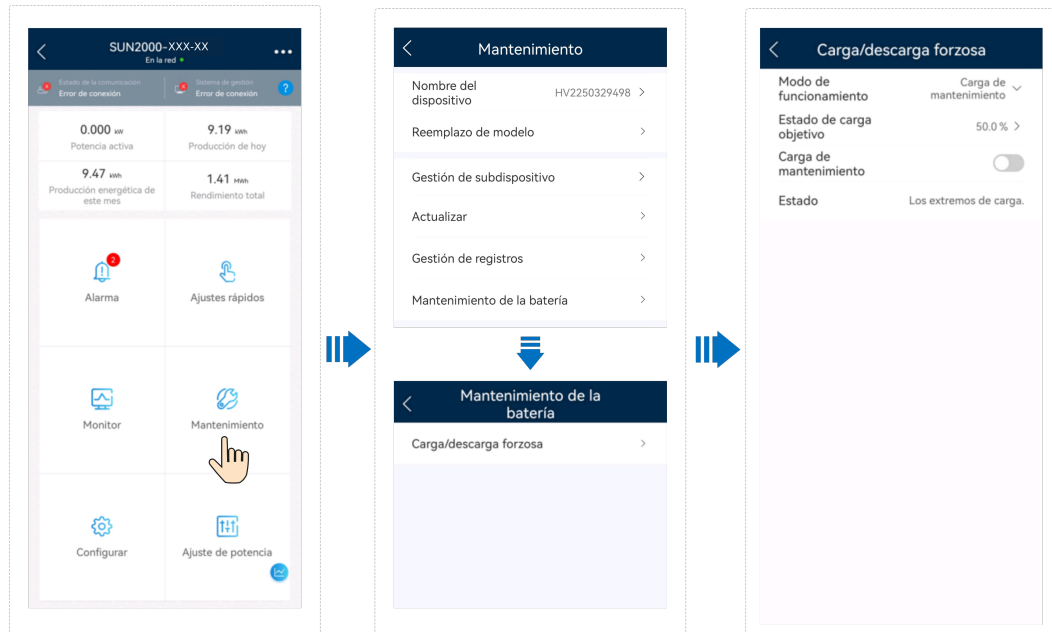 SUN2000-XXX-XX
En la red
Estado de la comunicación
Error de conexión
Sistema de gestión
Error de conexión
?
0.000 kW
Potencia activa
9.19 kWh
Producción de hoy
9.47 kWh
Producción energética de
este mes
1.41 MWh
Rendimiento total
2
Alarma
Ajustes rápidos
Monitor
Mantenimiento
Configurar
Ajuste de potencia
Mantenimiento
Nombre del
dispositivo
HV2250329498
Reemplazo de modelo
Gestión de subdispositivo
Actualizar
Gestión de registros
Mantenimiento de la batería
Mantenimiento de la
batería
Carga/descarga forzosa
Carga/descarga forzosa
Modo de
funcionamiento
Carga de
mantenimiento
Estado de carga
objetivo
50.0 %
Carga de
mantenimiento
Estado
Los extremos de carga.